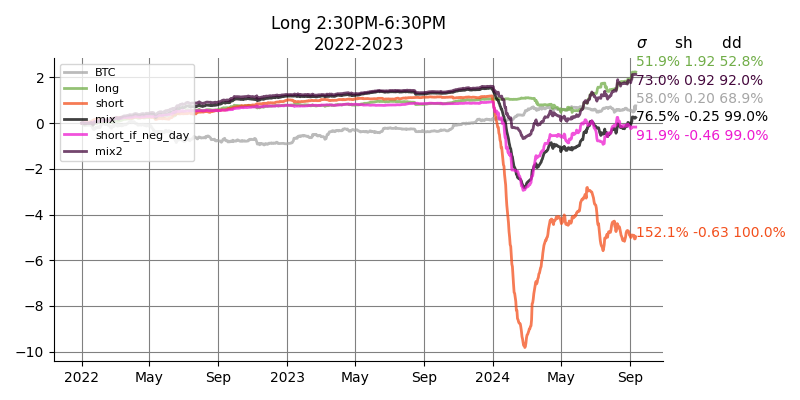 Long 2:30PM-6:30PM
2022-2023
σ sh dd
51.9% 1.92 52.8%
73.0% 0.92 92.0%
58.0% 0.20 68.9%
76.5% -0.25 99.0%
91.9% -0.46 99.0%
152.1% -0.63 100.0%
BTC
long
short
mix
short_if_neg_day
mix2
2
0
−2
−4
−6
−8
−10
2022 May Sep 2023 May Sep 2024 May Sep